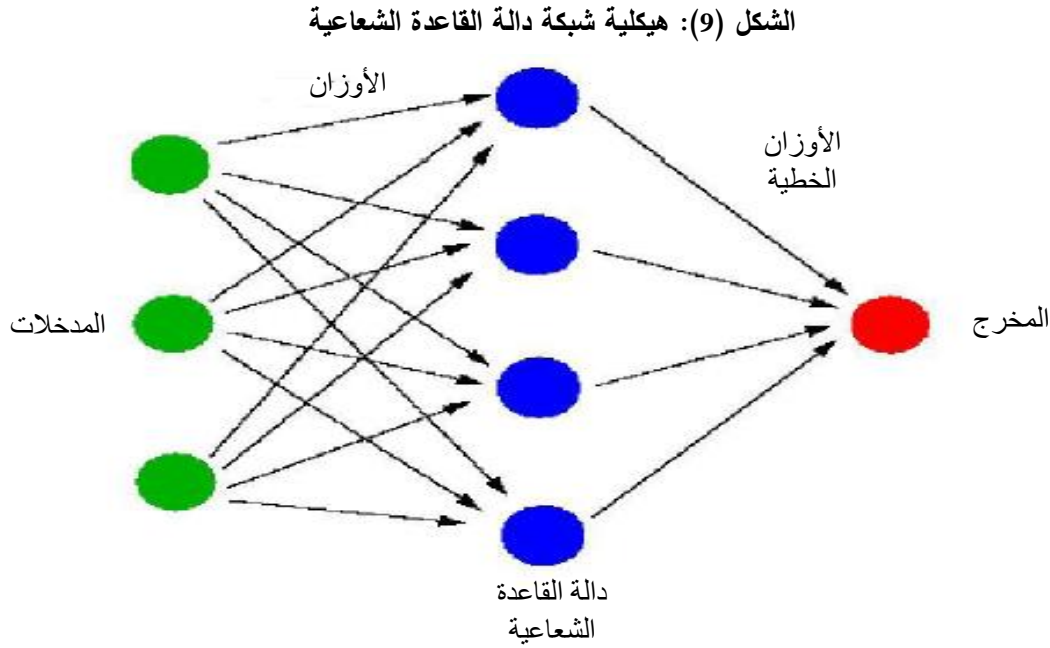 الشكل (9): هيكلية شبكة دالة القاعدة الشعاعية
الأوزان
الأوزان
الخطية
المدخلات
المخرج
دالة القاعدة
الشعاعية